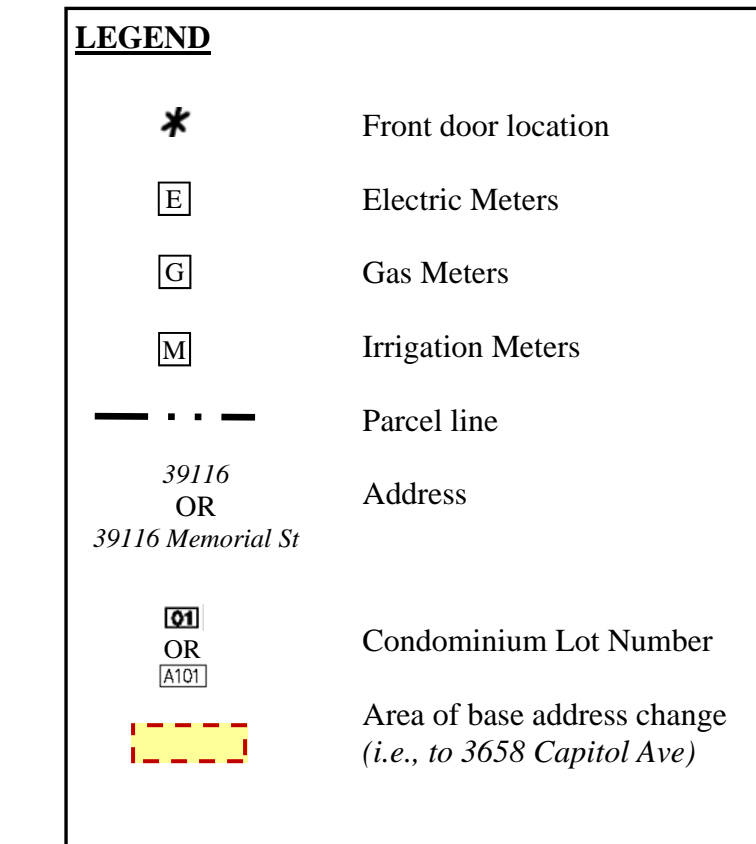 LEGEND
* Front door location
E Electric Meters
G Gas Meters
M Irrigation Meters
Parcel line
39116
OR
39116 Memorial St
Address
01
OR
A101
Condominium Lot Number
Area of base address change
(i.e., to 3658 Capitol Ave)